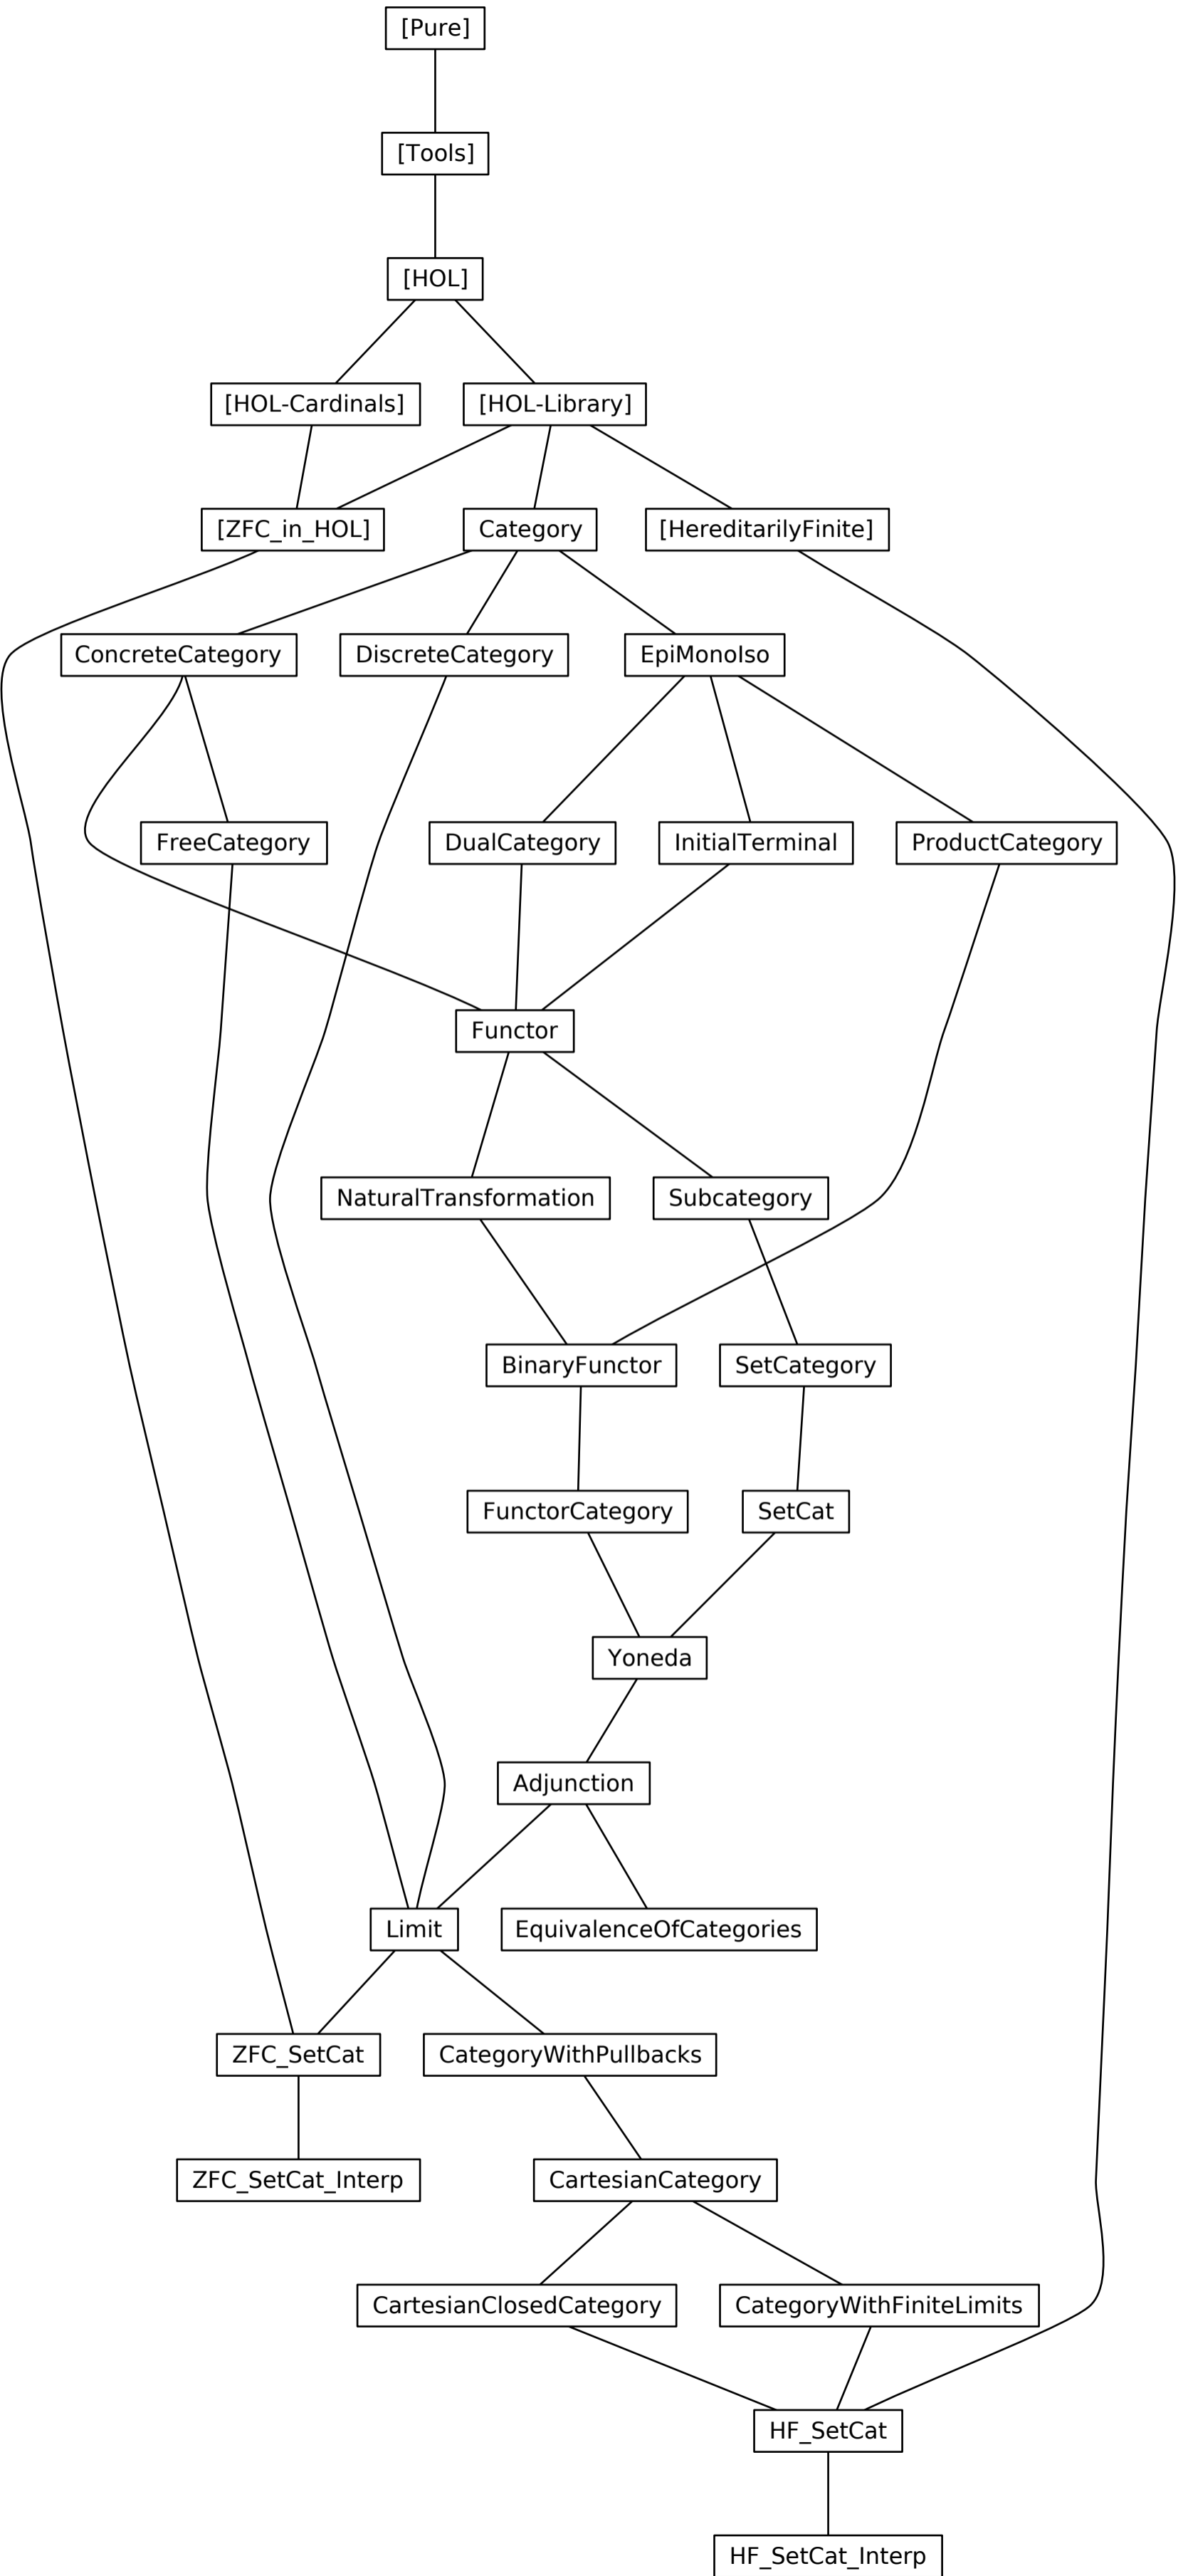 [Pure]
[Tools]
[HOL]
[HOL-Cardinals]
[HOL-Library]
[ZFC_in_HOL]
Category
[HereditarilyFinite]
ConcreteCategory
DiscreteCategory
EpiMonoIso
FreeCategory
DualCategory
InitialTerminal
ProductCategory
Functor
NaturalTransformation
Subcategory
BinaryFunctor
SetCategory
FunctorCategory
SetCat
Yoneda
Adjunction
Limit
EquivalenceOfCategories
ZFC_SetCat
CategoryWithPullbacks
ZFC_SetCat_Interp
CartesianCategory
CartesianClosedCategory
CategoryWithFiniteLimits
HF_SetCat
HF_SetCat_Interp